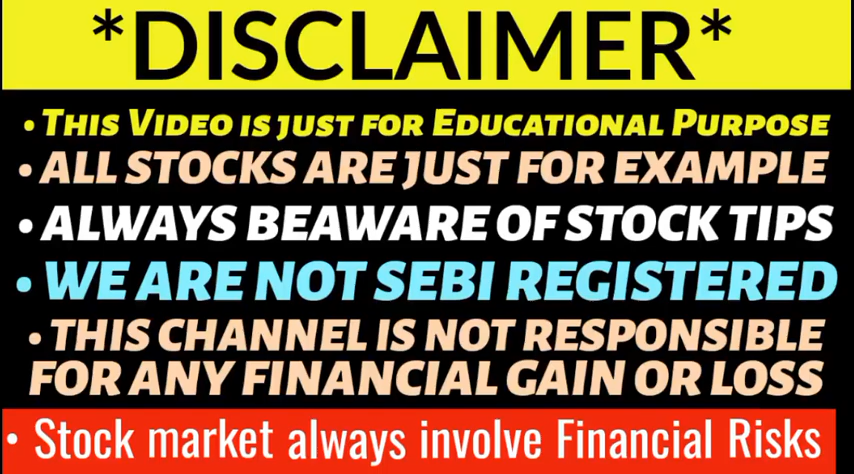 *DISCLAIMER*
• THIS VIDEO IS JUST FOR EDUCATIONAL PURPOSE
• ALL STOCKS ARE JUST FOR EXAMPLE
• ALWAYS BEAWARE OF STOCK TIPS
• WE ARE NOT SEBI REGISTERED
• THIS CHANNEL IS NOT RESPONSIBLE
FOR ANY FINANCIAL GAIN OR LOSS
• Stock market always involve Financial Risks